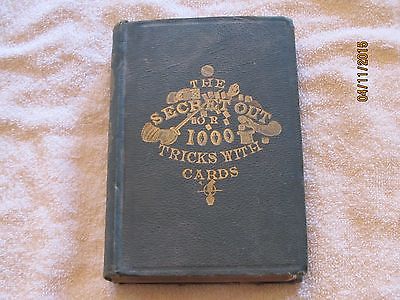 THE
SECRET OUT
OR
1000
TRICKS WITH
CARDS
04/11/2015